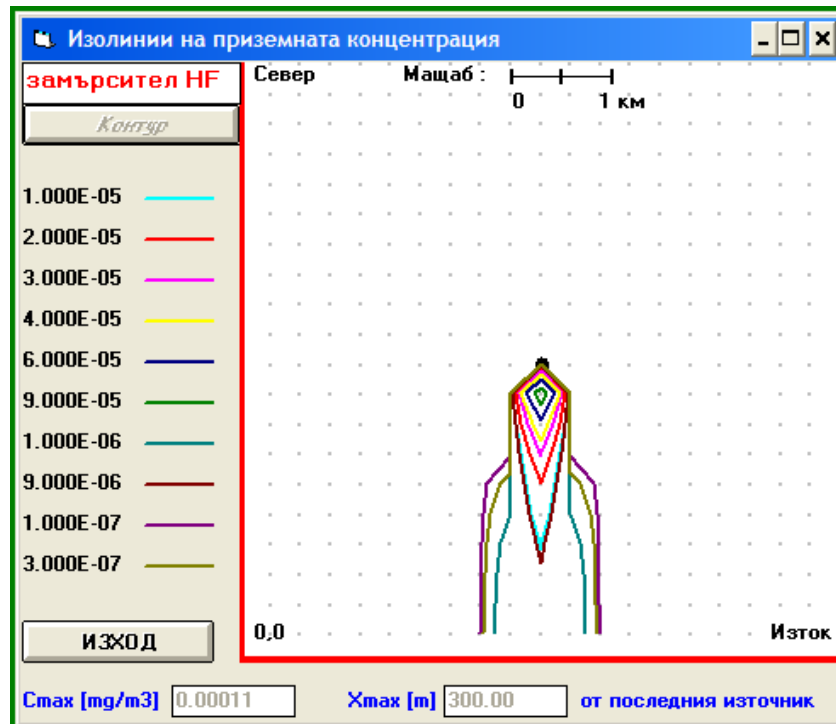 Изолинии на приземната концентрация
замърсител HF
Контур
Север
Мащаб :
0
1 км
1.000E-05
2.000E-05
3.000E-05
4.000E-05
6.000E-05
9.000E-05
1.000E-06
9.000E-06
1.000E-07
3.000E-07
0,0
Изток
ИЗХОД
Cmax [mg/m3] 0.00011 Xmax [m] 300.00 от последния източник